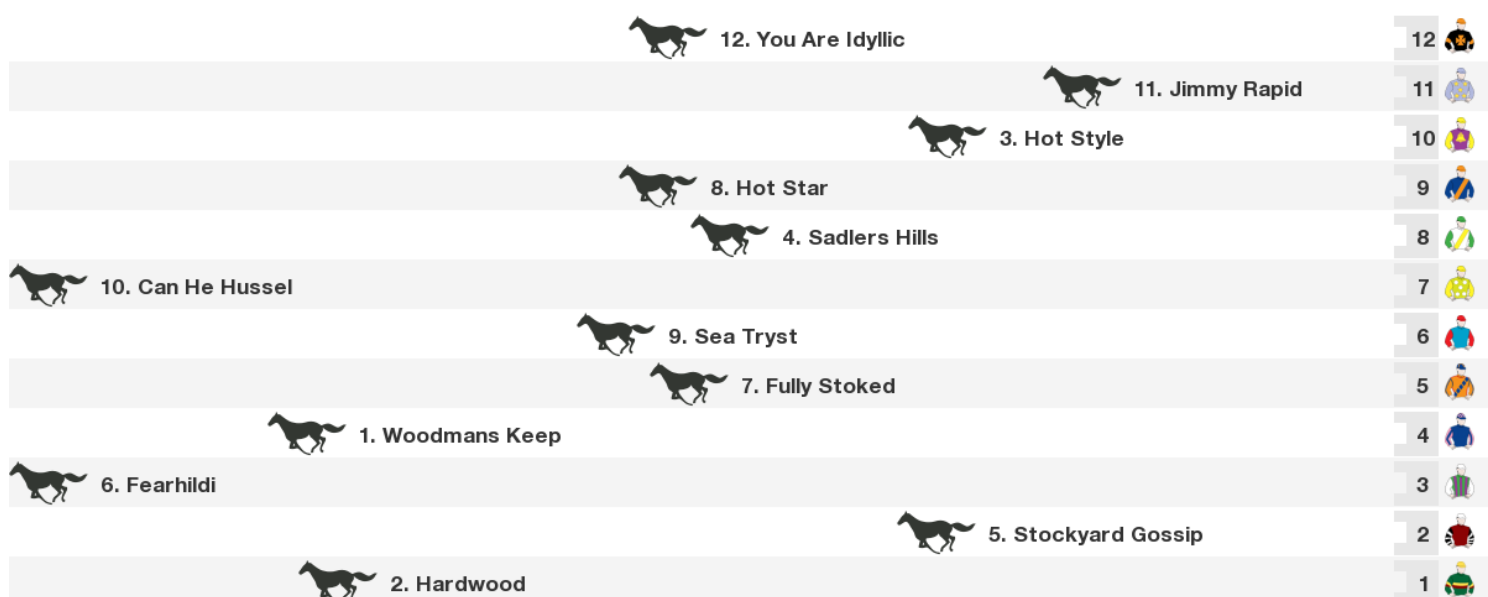 12. You Are Idyllic 12
11. Jimmy Rapid 11
3. Hot Style 10
8. Hot Star 9
4. Sadlers Hills 8
10. Can He Hussel 7
9. Sea Tryst 6
7. Fully Stoked 5
1. Woodmans Keep 4
6. Fearhildi 3
5. Stockyard Gossip 2
2. Hardwood 1